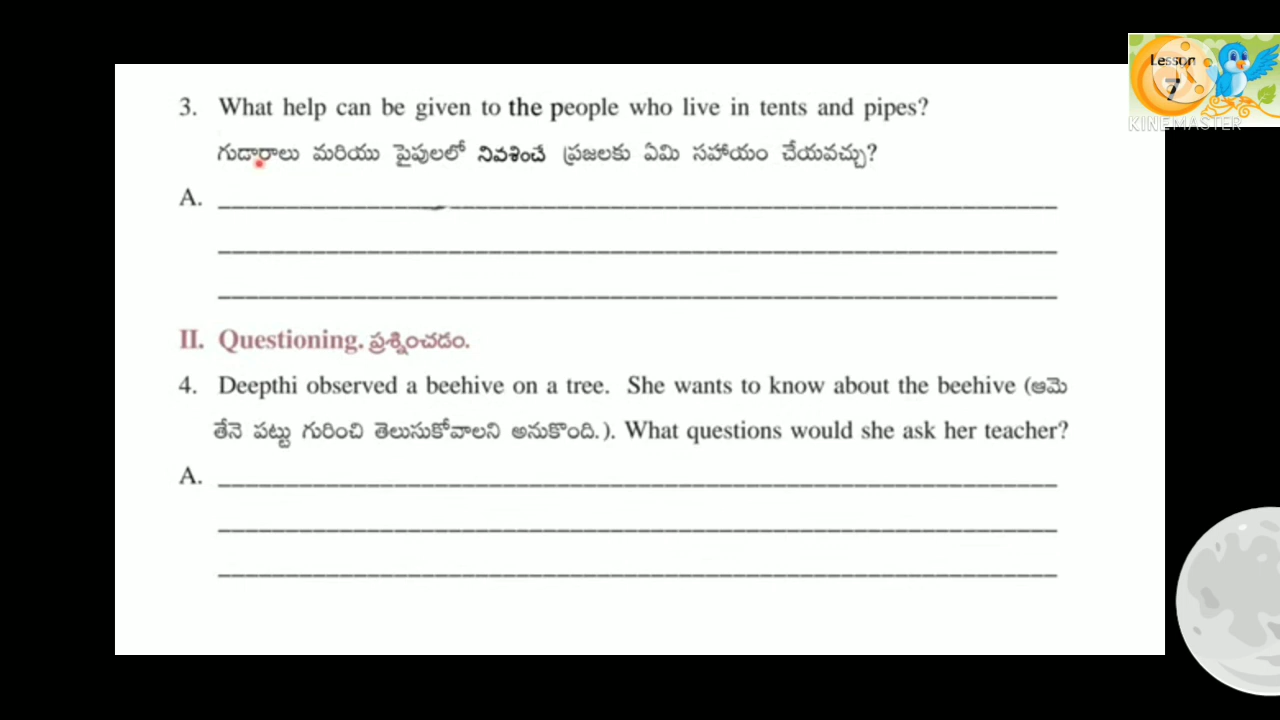 Lesson
7
KINEMASTER
3. What help can be given to the people who live in tents and pipes?
గుడారాలు మరియు పైపులలో నివశించే ప్రజలకు ఏమి సహాయం చేయవచ్చు?
A.
II. Questioning. ప్రశ్నించడం.
4. Deepthi observed a beehive on a tree. She wants to know about the beehive (ఆమె
తేనె పట్టు గురించి తెలుసుకోవాలని అనుకొంది.). What questions would she ask her teacher?
A.